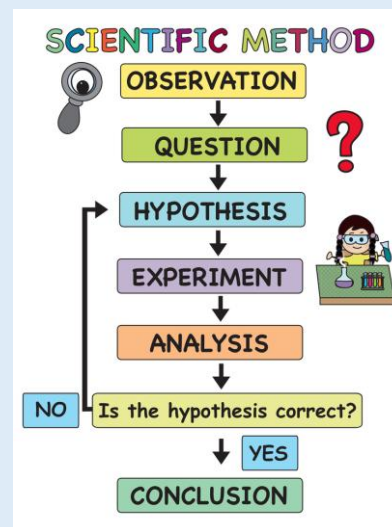 SCIENTIFIC METHOD
OBSERVATION
QUESTION
?
HYPOTHESIS
EXPERIMENT
ANALYSIS
NO
Is the hypothesis correct?
YES
CONCLUSION